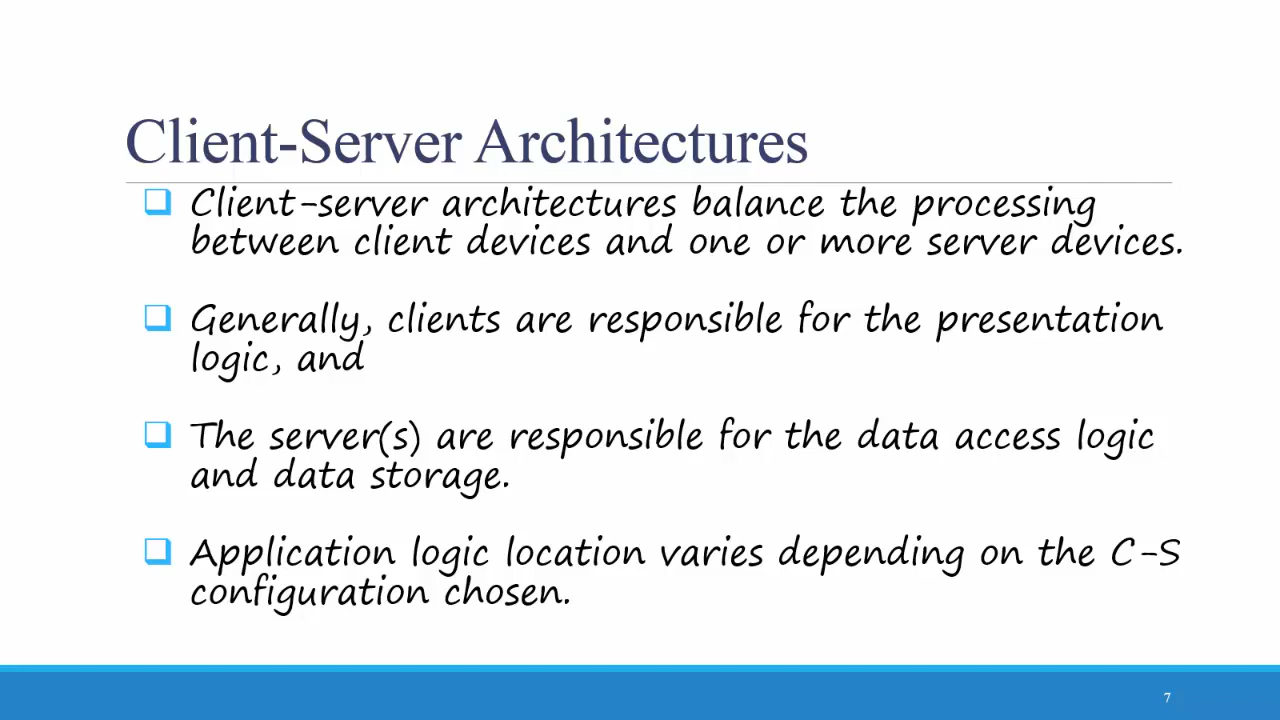 Client-Server Architectures
Client-server architectures balance the processing
between client devices and one or more server devices.
Generally, clients are responsible for the presentation
logic, and
The server(s) are responsible for the data access logic
and data storage.
Application logic location varies depending on the C-S
configuration chosen.
7